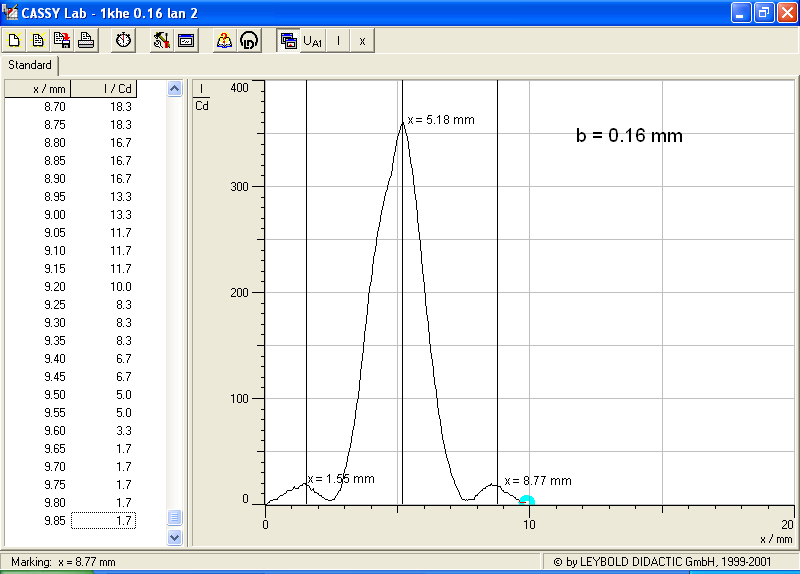 CASSY Lab - 1khe 0.16 lan 2
UA1 I x
Standard
x / mm I / Cd
8.70 18.3
8.75 18.3
8.80 16.7
8.85 16.7
8.90 16.7
8.95 13.3
9.00 13.3
9.05 11.7
9.10 11.7
9.15 11.7
9.20 10.0
9.25 8.3
9.30 8.3
9.35 8.3
9.40 6.7
9.45 6.7
9.50 5.0
9.55 5.0
9.60 3.3
9.65 1.7
9.70 1.7
9.75 1.7
9.80 1.7
9.85 1.7
I
Cd
400
300
200
100
0
x = 5.18 mm
b = 0.16 mm
x = 1.55 mm
x = 8.77 mm
0 10 20
x / mm
Marking: x = 8.77 mm
© by LEYBOLD DIDACTIC GmbH, 1999-2001